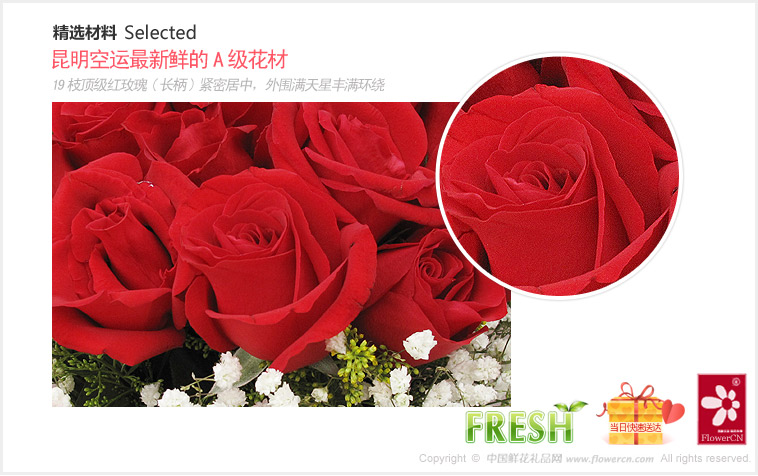 精选材料 Selected
昆明空运最新鲜的 A 级花材
19 枝顶级红玫瑰（长柄）紧密居中，外围满天星丰满环绕
FRESH
当日快速送达
FlowerCN
Copyright © 中国鲜花礼品网 www.flowercn.com All rights reserved.